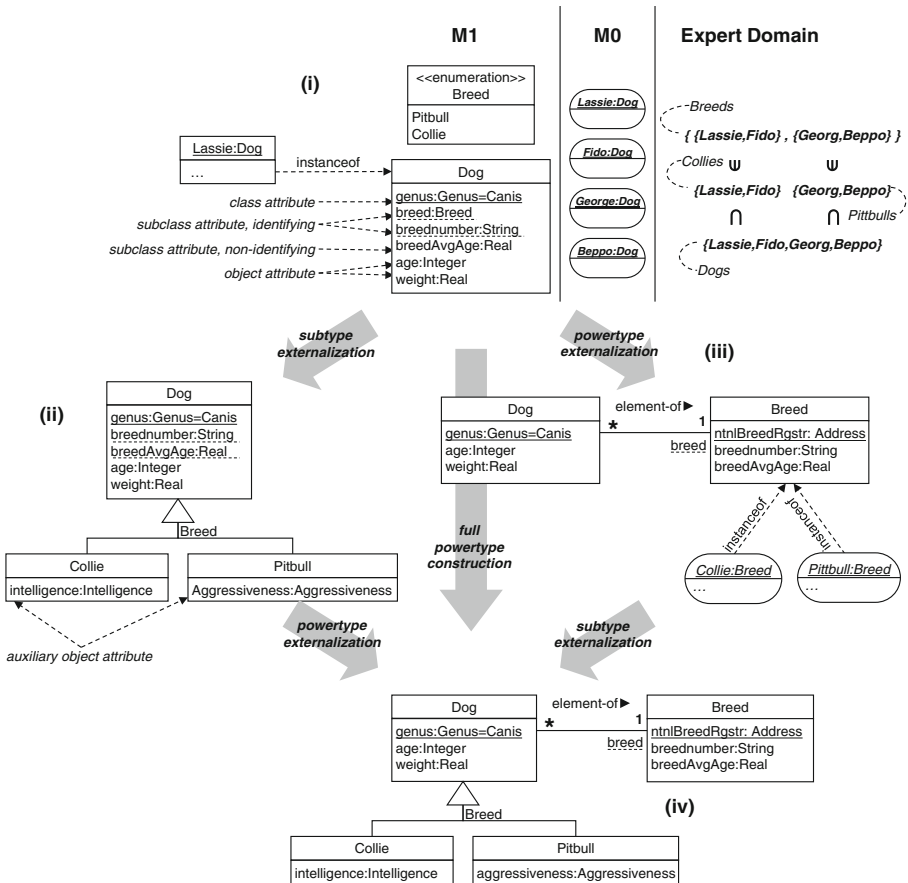 M1
M0
Expert Domain
(i)
<<enumeration>>
Breed
Pitbull
Collie
Lassie:Dog
...
instanceof
Dog
genus:Genus=Canis
breed:Breed
breednumber:String
breedAvgAge:Real
age:Integer
weight:Real
class attribute
subclass attribute, identifying
subclass attribute, non-identifying
object attribute
Lassie:Dog
Fido:Dog
George:Dog
Beppo:Dog
Breeds
{ {Lassie,Fido} , {Georg,Beppo} }
Collies
{Lassie,Fido} {Georg,Beppo}
Pittbulls
{Lassie,Fido,Georg,Beppo}
Dogs
subtype
externalization
powertype
externalization
(ii)
Dog
genus:Genus=Canis
breednumber:String
breedAvgAge:Real
age:Integer
weight:Real
Breed
Collie
intelligence:Intelligence
Pitbull
Aggressiveness:Aggressiveness
auxiliary object attribute
full
powertype
construction
(iii)
Dog
genus:Genus=Canis
age:Integer
weight:Real
element-of►
*
1
breed
Breed
ntnlBreedRgstr: Address
breednumber:String
breedAvgAge:Real
instanceof
instanceof
Collie:Breed
...
Pittbull:Breed
...
powertype
externalization
subtype
externalization
Dog
genus:Genus=Canis
age:Integer
weight:Real
element-of►
*
1
breed
Breed
ntnlBreedRgstr: Address
breednumber:String
breedAvgAge:Real
(iv)
Breed
Collie
intelligence:Intelligence
Pitbull
aggressiveness:Aggressiveness